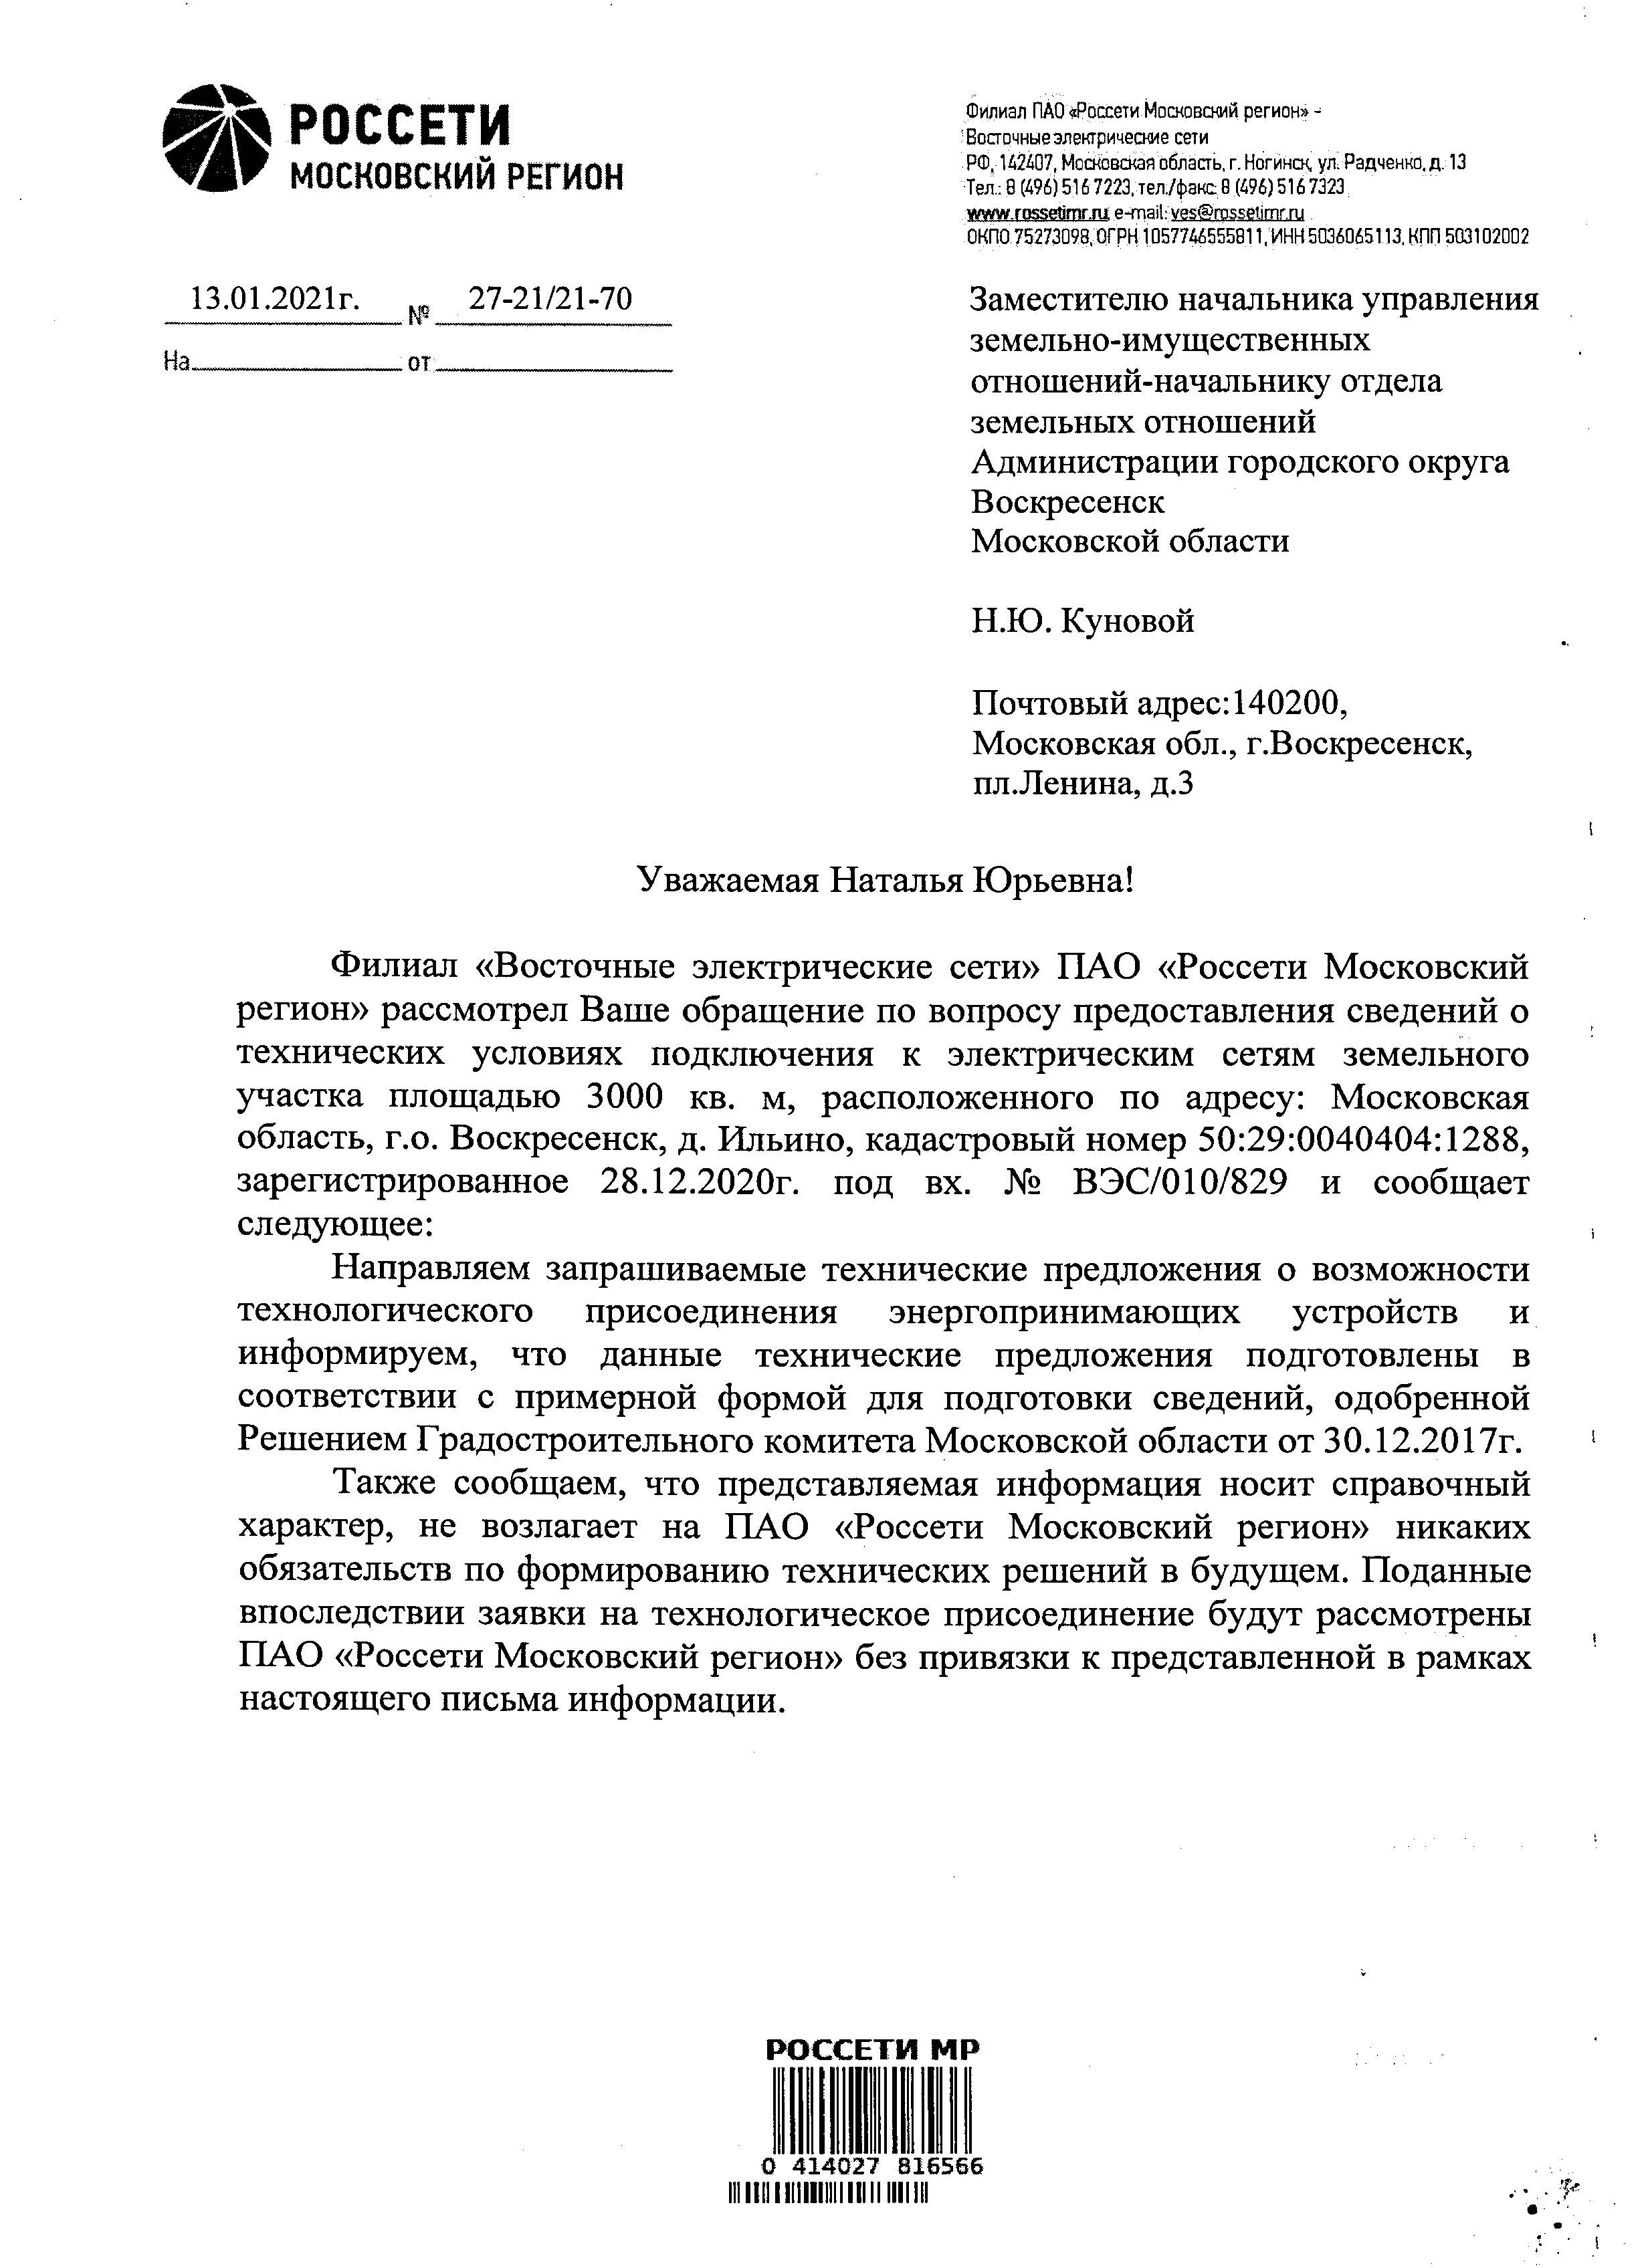 РОССЕТИ
МОСКОВСКИЙ РЕГИОН
Филиал ПАО «Россети Московский регион» –
Восточные электрические сети
РФ, 142407, Московская область, г. Ногинск, ул. Радченко, д. 13
Тел.: 8 (496) 516 7223, тел./факс: 8 (496) 516 7323
www.rossetimr.ru, e-mail: ves@rossetimr.ru
ОКПО 75273098, ОГРН 1057746555811, ИНН 5036065113, КПП 503102002
13.01.2021г. № 27-21/21-70
На от
Заместителю начальника управления
земельно-имущественных
отношений-начальнику отдела
земельных отношений
Администрации городского округа
Воскресенск
Московской области
Н.Ю. Куновой
Почтовый адрес:140200,
Московская обл., г.Воскресенск,
пл.Ленина, д.3
Уважаемая Наталья Юрьевна!
Филиал «Восточные электрические сети» ПАО «Россети Московский
регион» рассмотрел Ваше обращение по вопросу предоставления сведений о
технических условиях подключения к электрическим сетям земельного
участка площадью 3000 кв. м, расположенного по адресу: Московская
область, г.о. Воскресенск, д. Ильино, кадастровый номер 50:29:0040404:1288,
зарегистрированное 28.12.2020г. под вх. № ВЭС/010/829 и сообщает
следующее:
Направляем запрашиваемые технические предложения о возможности
технологического присоединения энергопринимающих устройств и
информируем, что данные технические предложения подготовлены в
соответствии с примерной формой для подготовки сведений, одобренной
Решением Градостроительного комитета Московской области от 30.12.2017г.
Также сообщаем, что представляемая информация носит справочный
характер, не возлагает на ПАО «Россети Московский регион» никаких
обязательств по формированию технических решений в будущем. Поданные
впоследствии заявки на технологическое присоединение будут рассмотрены
ПАО «Россети Московский регион» без привязки к представленной в рамках
настоящего письма информации.
РОССЕТИ МР
0 414027 816566